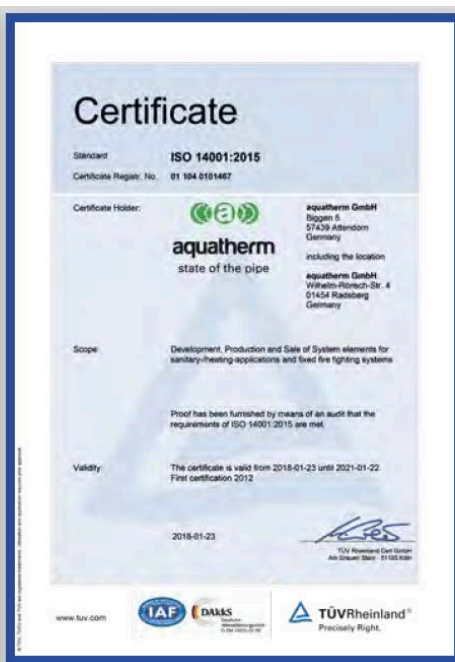 Certificate
Standard ISO 14001:2015
Certificate Registr. No. 01 104 0101467
Certificate Holder:
aquatherm
state of the pipe
aquatherm GmbH
Biggen 5
57439 Attendorn
Germany
including the location
aquatherm GmbH
Wilhelm-Rönsch-Str. 4
01454 Radeberg
Germany
Scope: Development, Production and Sale of System elements for
sanitary-/heating-applications and fixed fire fighting systems
Proof has been furnished by means of an audit that the
requirements of ISO 14001:2015 are met.
Validity: The certificate is valid from 2018-01-23 until 2021-01-22.
First certification 2012
2018-01-23
TÜV Rheinland Cert GmbH
Am Grauen Stein · 51105 Köln
www.tuv.com
IAF
DAkkS
Deutsche
Akkreditierungsstelle
TÜVRheinland®
Precisely Right.